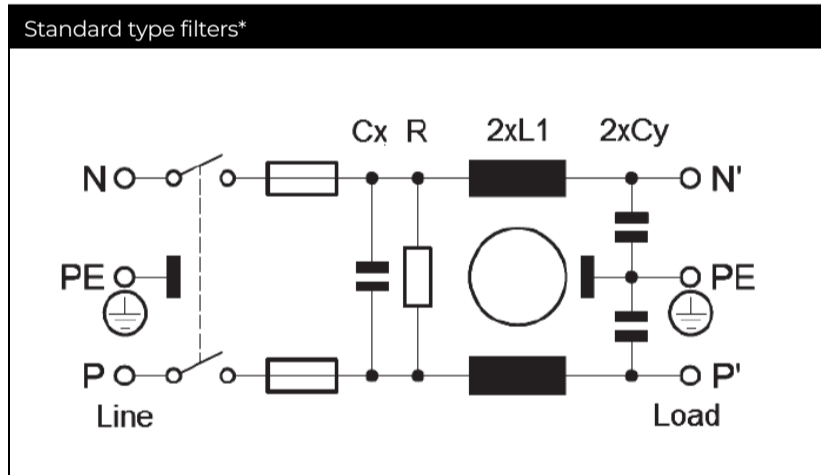 Standard type filters*
Cx R 2xL1 2xCy
N N'
PE PE
P P'
Line Load